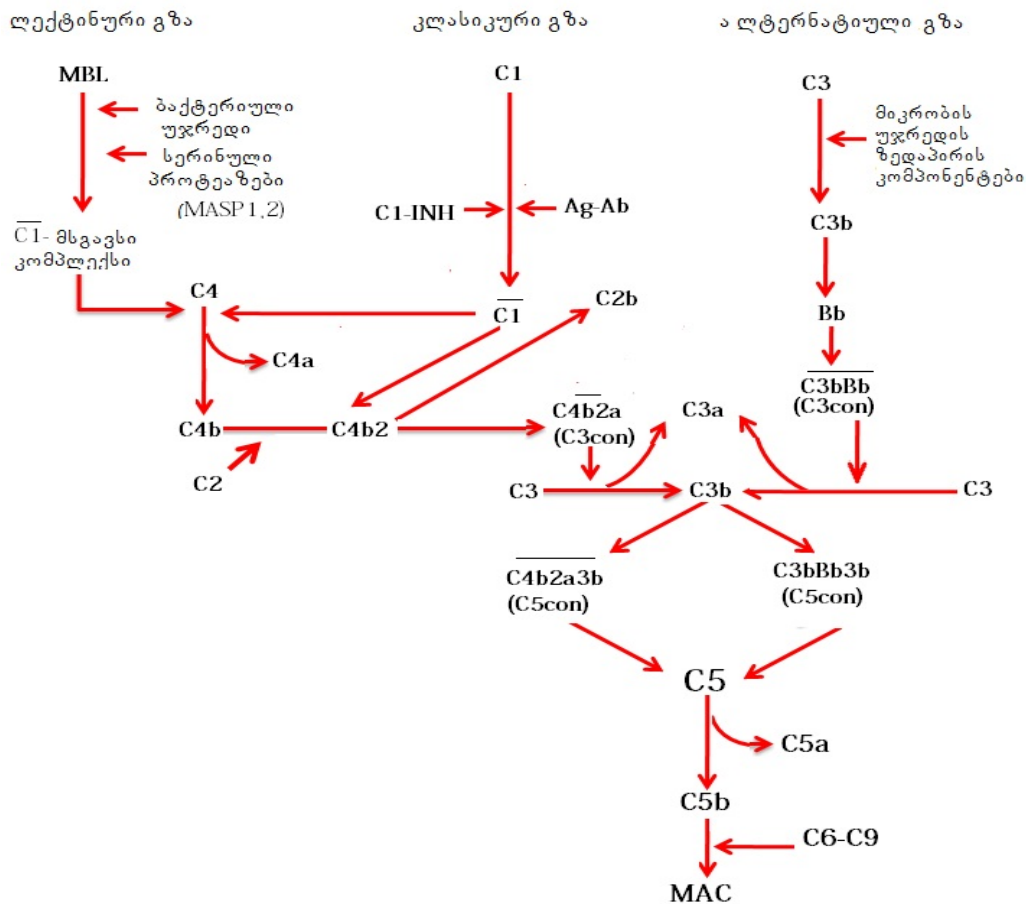 ლექტინური გზა
კლასიკური გზა
ა ლტერნატიული გზა
MBL
ბაქტერიული
უჯრედი
სერინული
პროტეაზები
(MASP1,2)
C1- მსგავსი
კომპლექსი
C1
C1-INH
Ag-Ab
C1
C3
მიკრობის
უჯრედის
ზედაპირის
კომპონენტები
C3b
Bb
C3bBb
(C3con)
C4
C4a
C2b
C4b
C4b2
C2
C4b2a
(C3con)
C3a
C3
C3b
C3
C4b2a3b
(C5con)
C3bBb3b
(C5con)
C5
C5a
C5b
C6-C9
MAC